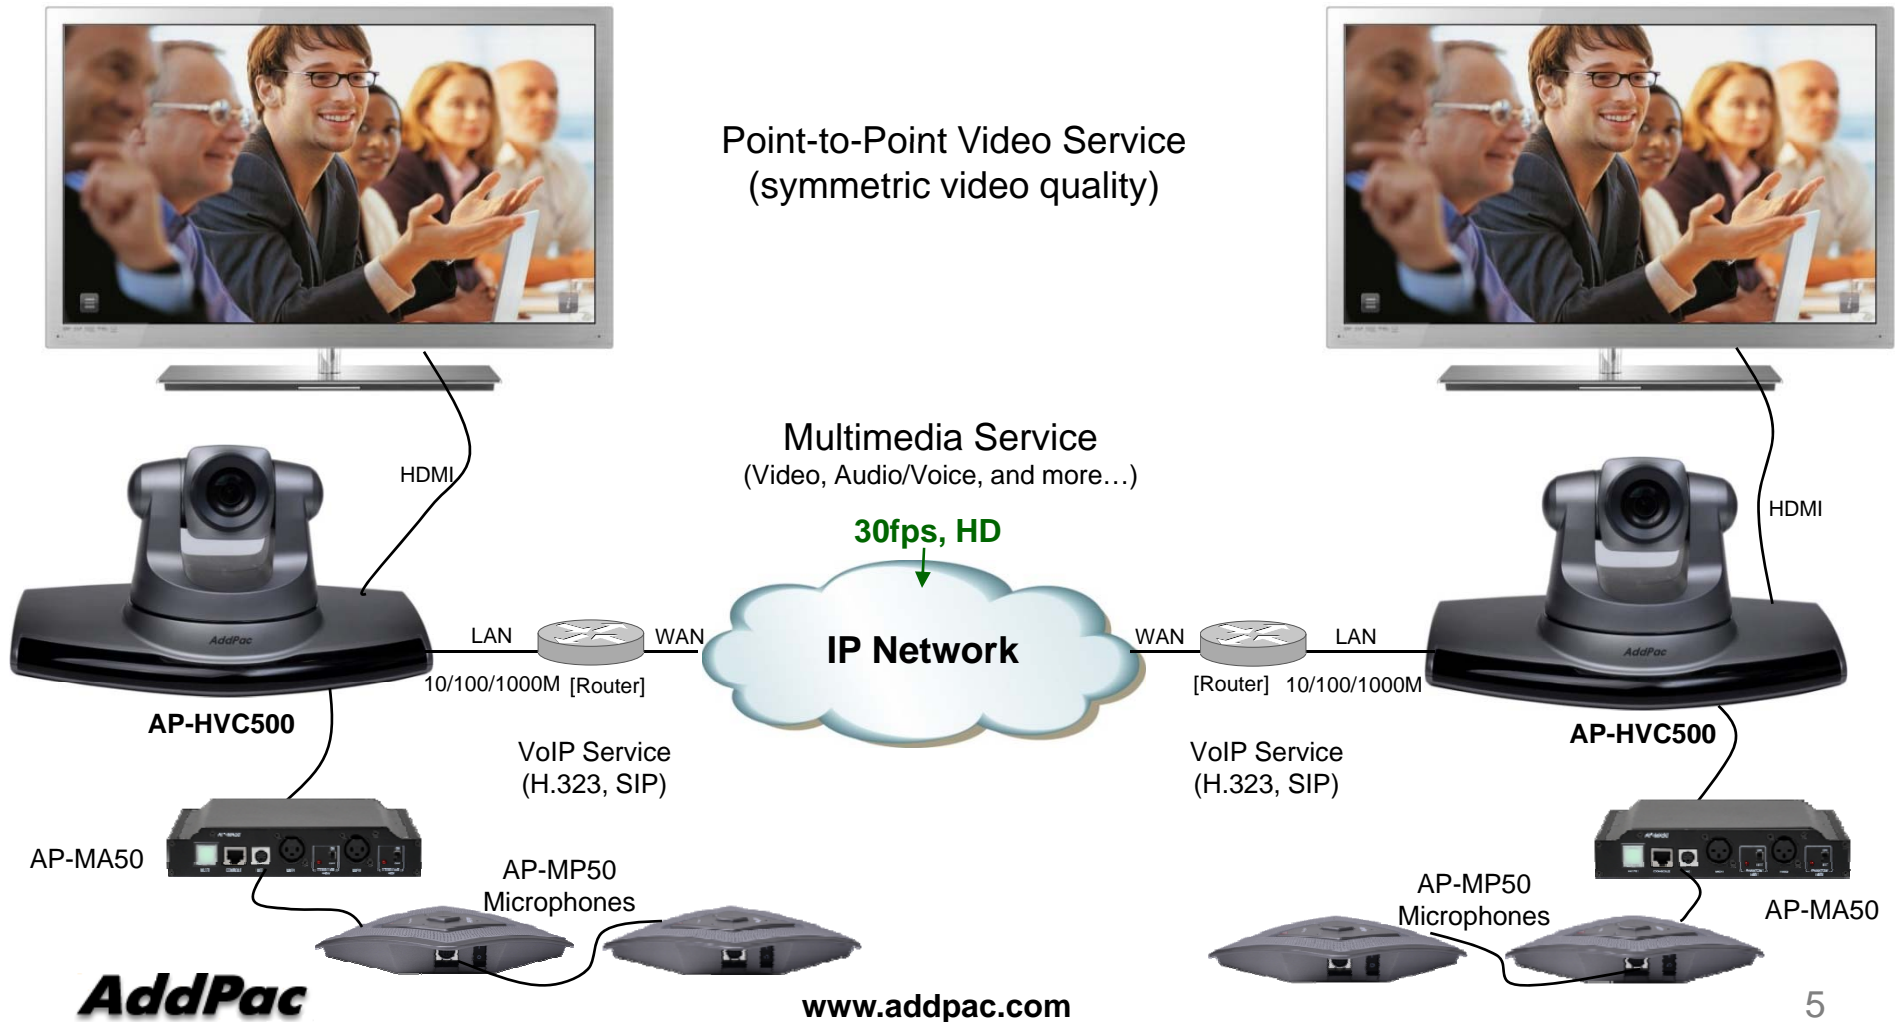 Point-to-Point Video Service
(symmetric video quality)
Multimedia Service
(Video, Audio/Voice, and more…)
30fps, HD
HDMI
HDMI
AddPac
LAN
WAN
IP Network
WAN
LAN
AddPac
10/100/1000M
[Router]
[Router]
10/100/1000M
AP-HVC500
AP-HVC500
VoIP Service
(H.323, SIP)
VoIP Service
(H.323, SIP)
AP-MA50
AP-MP50
Microphones
AP-MP50
Microphones
AP-MA50
AddPac
www.addpac.com
5